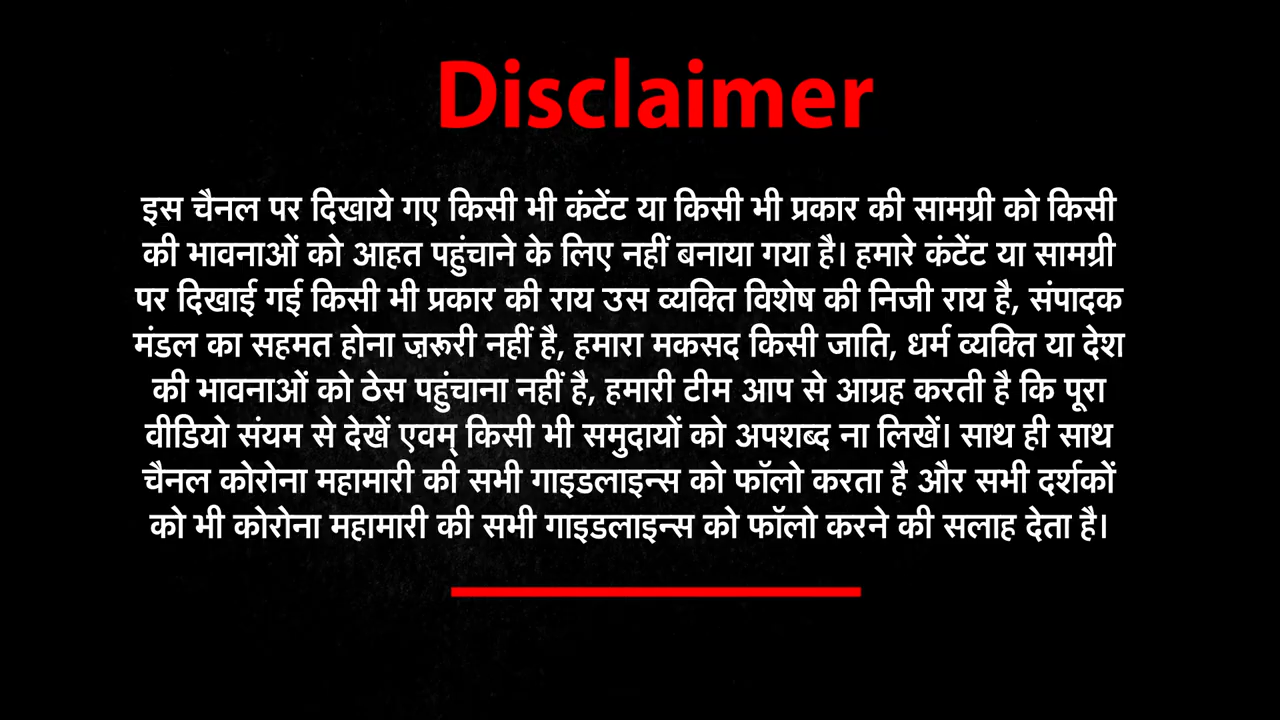 Disclaimer
इस चैनल पर दिखाये गए किसी भी कंटेंट या किसी भी प्रकार की सामग्री को किसी
की भावनाओं को आहत पहुंचाने के लिए नहीं बनाया गया है। हमारे कंटेंट या सामग्री
पर दिखाई गई किसी भी प्रकार की राय उस व्यक्ति विशेष की निजी राय है, संपादक
मंडल का सहमत होना ज़रूरी नहीं है, हमारा मकसद किसी जाति, धर्म व्यक्ति या देश
की भावनाओं को ठेस पहुंचाना नहीं है, हमारी टीम आप से आग्रह करती है कि पूरा
वीडियो संयम से देखें एवम् किसी भी समुदायों को अपशब्द ना लिखें। साथ ही साथ
चैनल कोरोना महामारी की सभी गाइडलाइन्स को फॉलो करता है और सभी दर्शकों
को भी कोरोना महामारी की सभी गाइडलाइन्स को फॉलो करने की सलाह देता है।